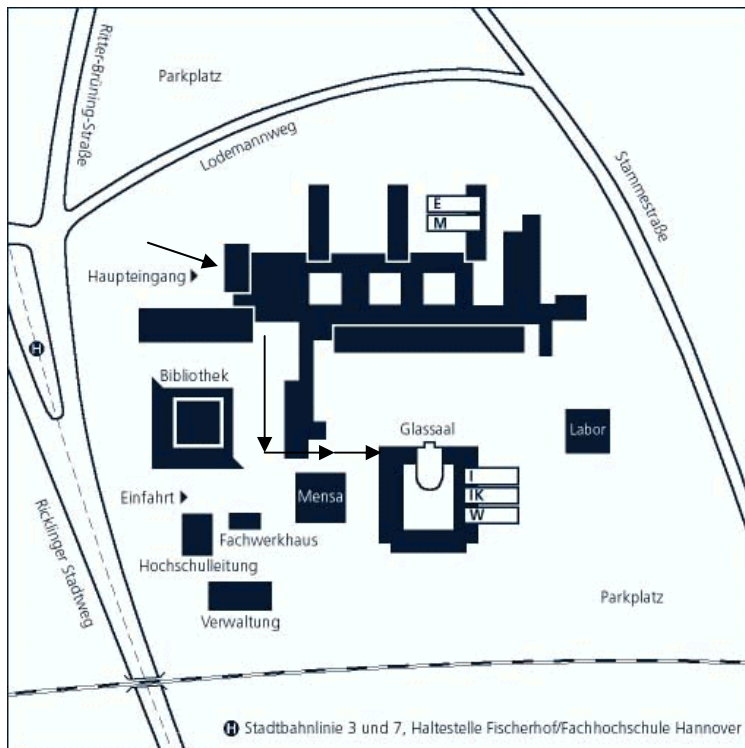 Ritter-Brüning-Straße
Parkplatz
Lodemannweg
Stammestraße
E
M
Haupteingang
H
Bibliothek
Glassaal
Labor
I
IK
W
Einfahrt
Mensa
Fachwerkhaus
Hochschulleitung
Ricklinger Stadtweg
Verwaltung
Parkplatz
H Stadtbahnlinie 3 und 7, Haltestelle Fischerhof/Fachhochschule Hannover